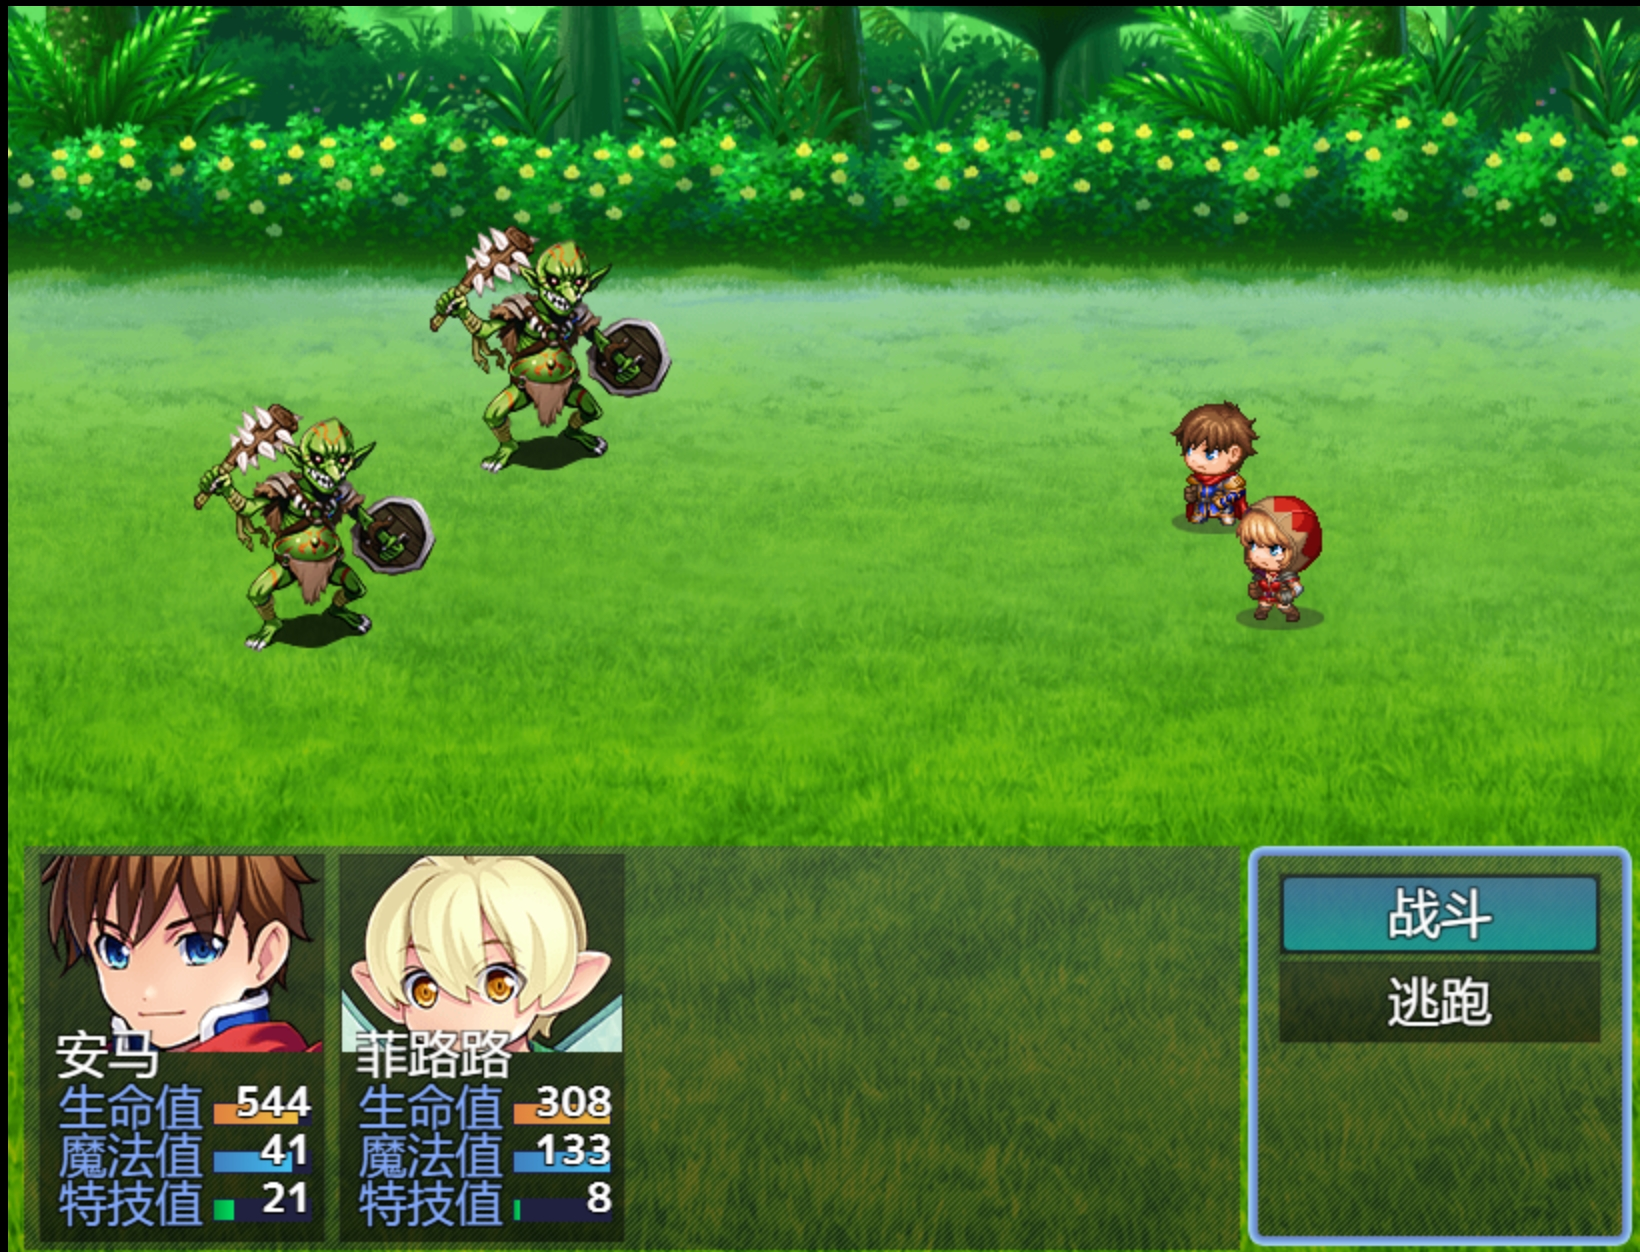 安马
生命值 544
魔法值 41
特技值 21
菲路路
生命值 308
魔法值 133
特技值 8
战斗
逃跑